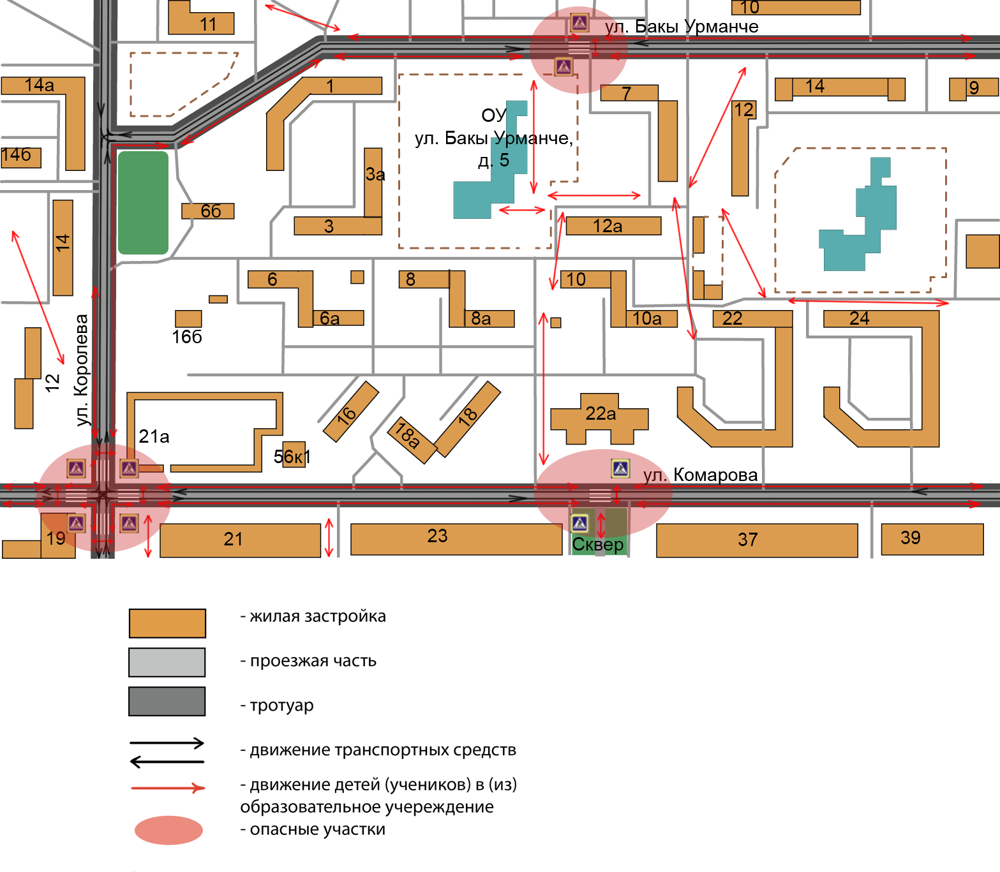 10
11
ул. Бакы Урманче
14а
1
7
14
9
12
ОУ
ул. Бакы Урманче,
д. 5
14б
3а
6б
3
12а
14
6
8
10
6а
8а
10а
22
24
16б
12
ул. Королева
16
18
18а
22а
21а
56к1
ул. Комарова
19
21
23
Сквер
37
39
- жилая застройка
- проезжая часть
- тротуар
- движение транспортных средств
- движение детей (учеников) в (из)
образовательное учереждение
- опасные участки